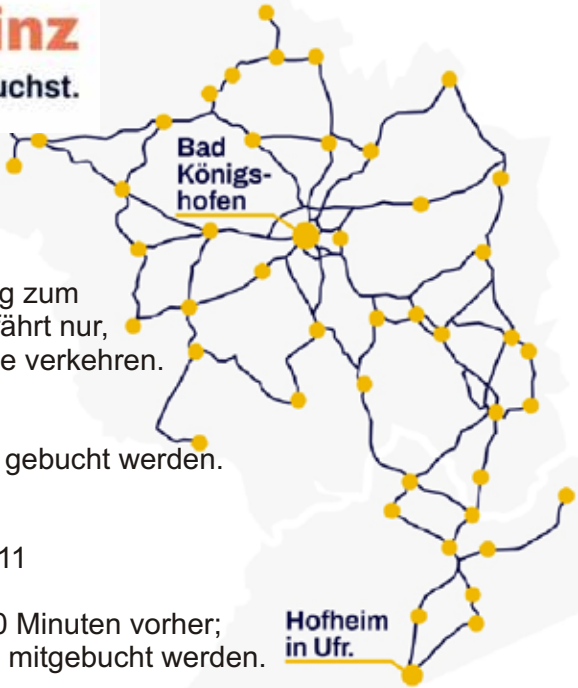 inz
uchst.
Bad
Königs-
hofen
g zum
fährt nur,
e verkehren.
gebucht werden.
11
0 Minuten vorher;
mitgebucht werden.
Hofheim
in Ufr.